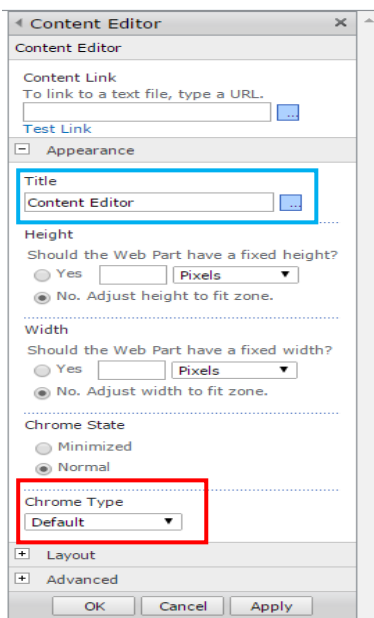 Content Editor
Content Editor
Content Link
To link to a text file, type a URL.
...
Test Link
Appearance
Title
Content Editor ...
Height
Should the Web Part have a fixed height?
Yes Pixels
No. Adjust height to fit zone.
Width
Should the Web Part have a fixed width?
Yes Pixels
No. Adjust width to fit zone.
Chrome State
Minimized
Normal
Chrome Type
Default
Layout
Advanced
OK Cancel Apply